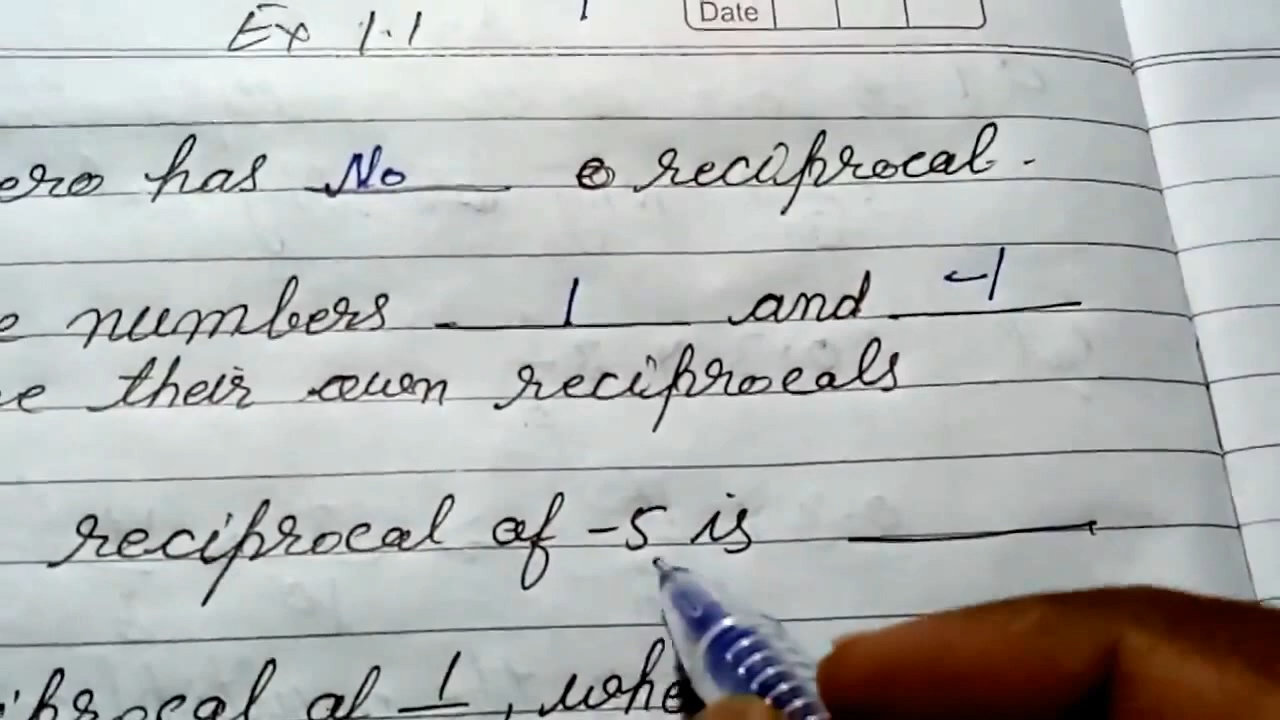 Date
Ex 1.1
ero has No reciprocal.
e numbers 1 and -1
e their own reciprocals
reciprocal of -5 is
procal of 1, whe